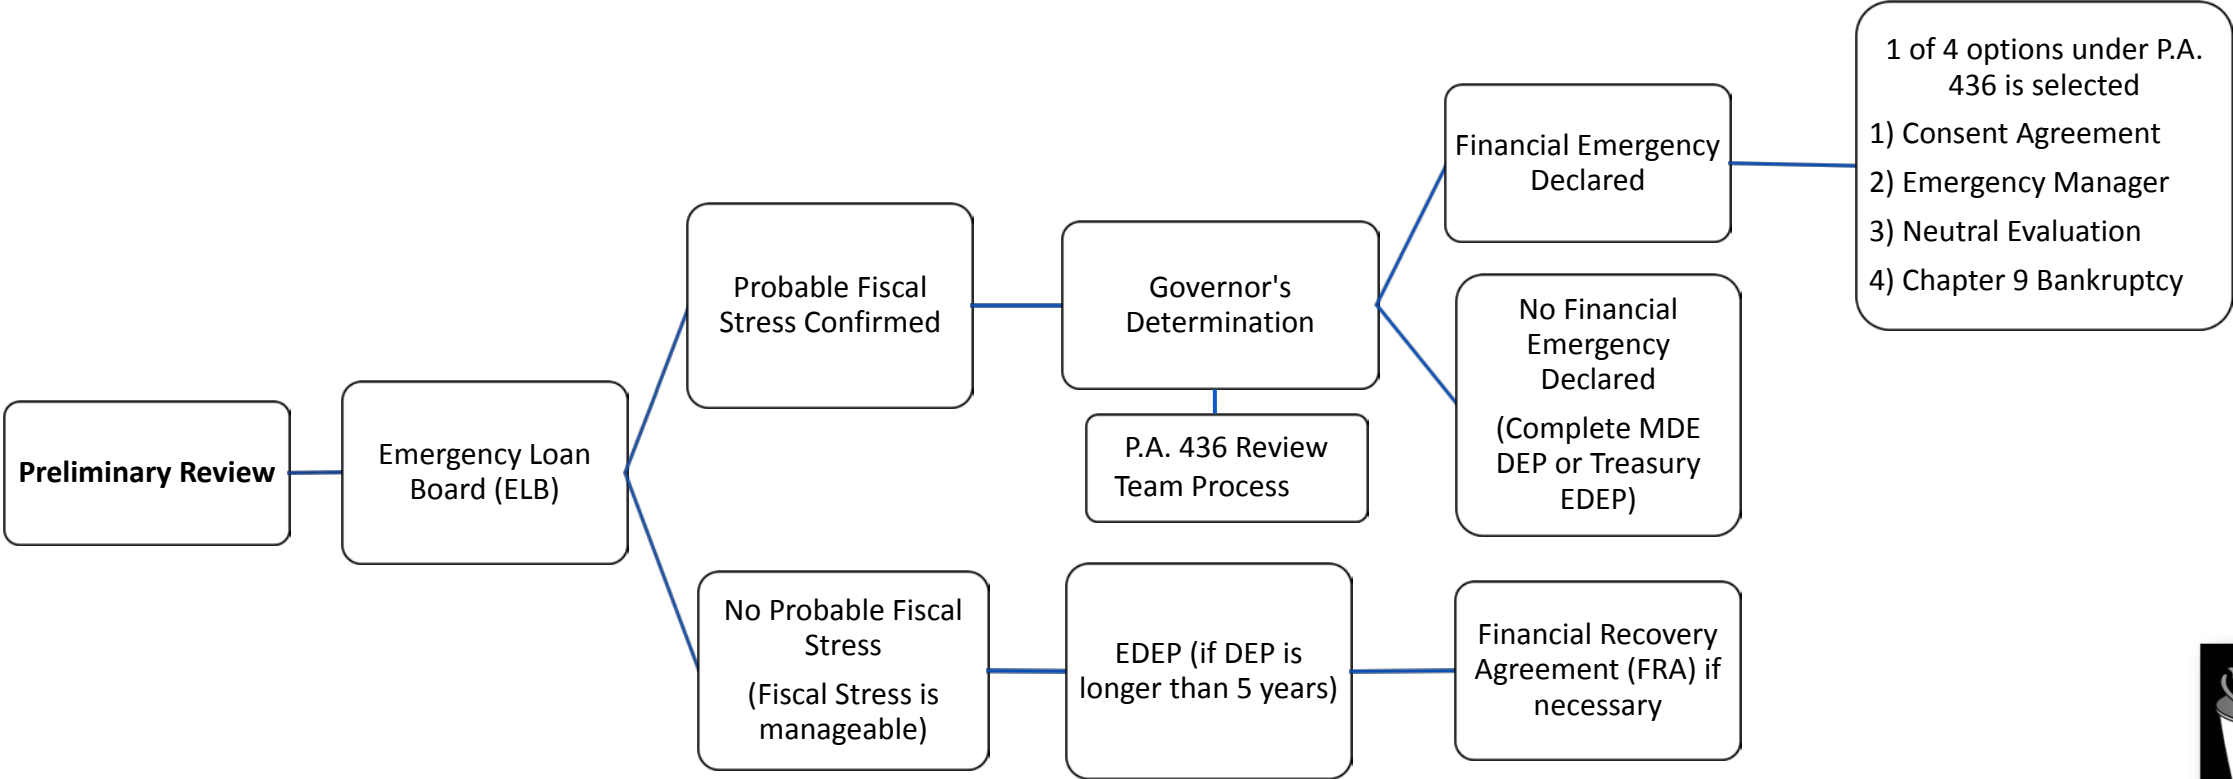 Preliminary Review
Emergency Loan
Board (ELB)
Probable Fiscal
Stress Confirmed
Governor's
Determination
P.A. 436 Review
Team Process
Financial Emergency
Declared
1 of 4 options under P.A.
436 is selected
1) Consent Agreement
2) Emergency Manager
3) Neutral Evaluation
4) Chapter 9 Bankruptcy
No Financial
Emergency
Declared
(Complete MDE
DEP or Treasury
EDEP)
No Probable Fiscal
Stress
(Fiscal Stress is
manageable)
EDEP (if DEP is
longer than 5 years)
Financial Recovery
Agreement (FRA) if
necessary